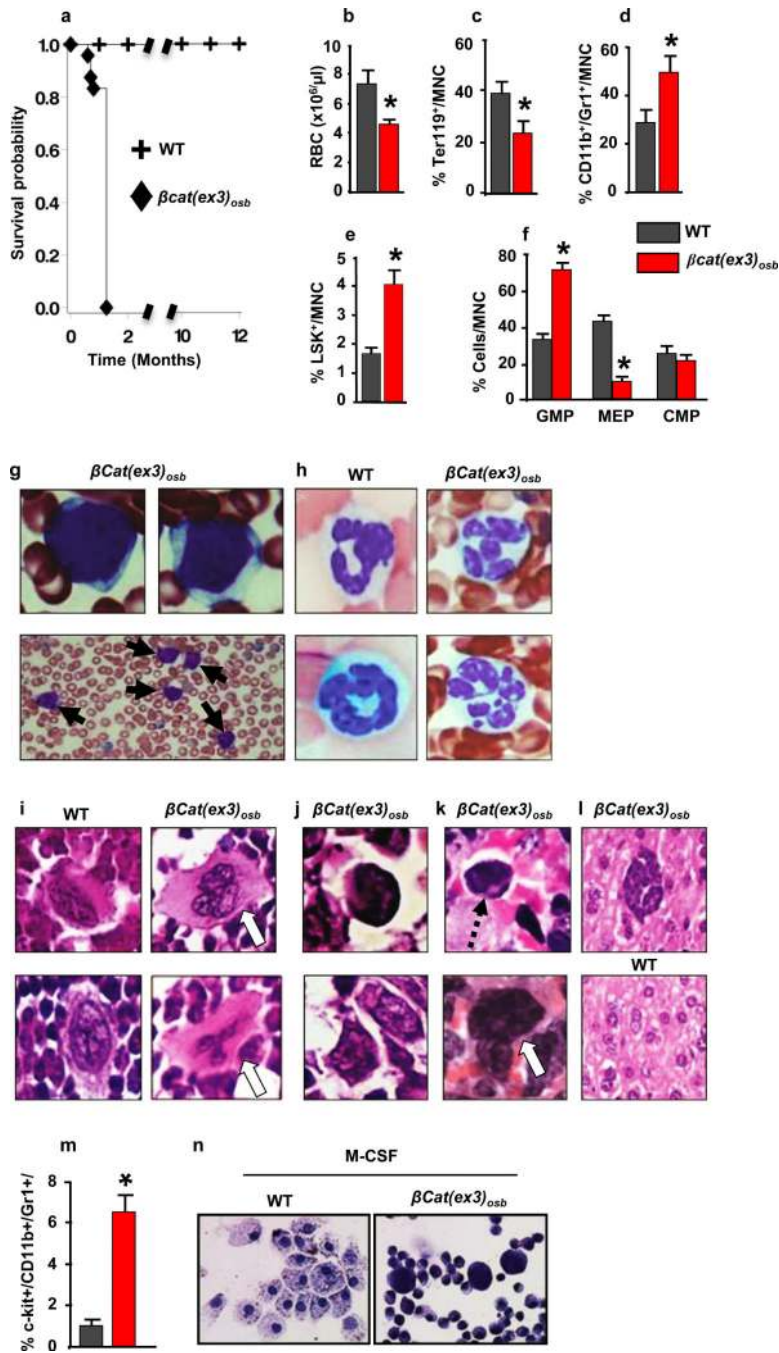 a
Survival probability
1.0
0.8
0.6
0.4
0.2
0.0
0
2
10
12
Time (Months)
WT
βcat(ex3)osb
b
RBC (x10⁶/µl)
10
8
6
4
2
0
*
c
% Ter119⁺/MNC
60
40
20
0
*
d
% CD11b⁺/Gr1⁺/MNC
60
40
20
0
*
WT
βcat(ex3)osb
e
% LSK⁺/MNC
5
4
3
2
1
0
*
f
% Cells/MNC
80
60
40
20
0
*
*
GMP MEP CMP
g
βCat(ex3)osb
h
WT
βCat(ex3)osb
i
WT
βCat(ex3)osb
j
βCat(ex3)osb
k
βCat(ex3)osb
l
βCat(ex3)osb
WT
m
% c-kit+/CD11b+/Gr1+/
8
6
4
2
0
*
n
M-CSF
WT
βCat(ex3)osb